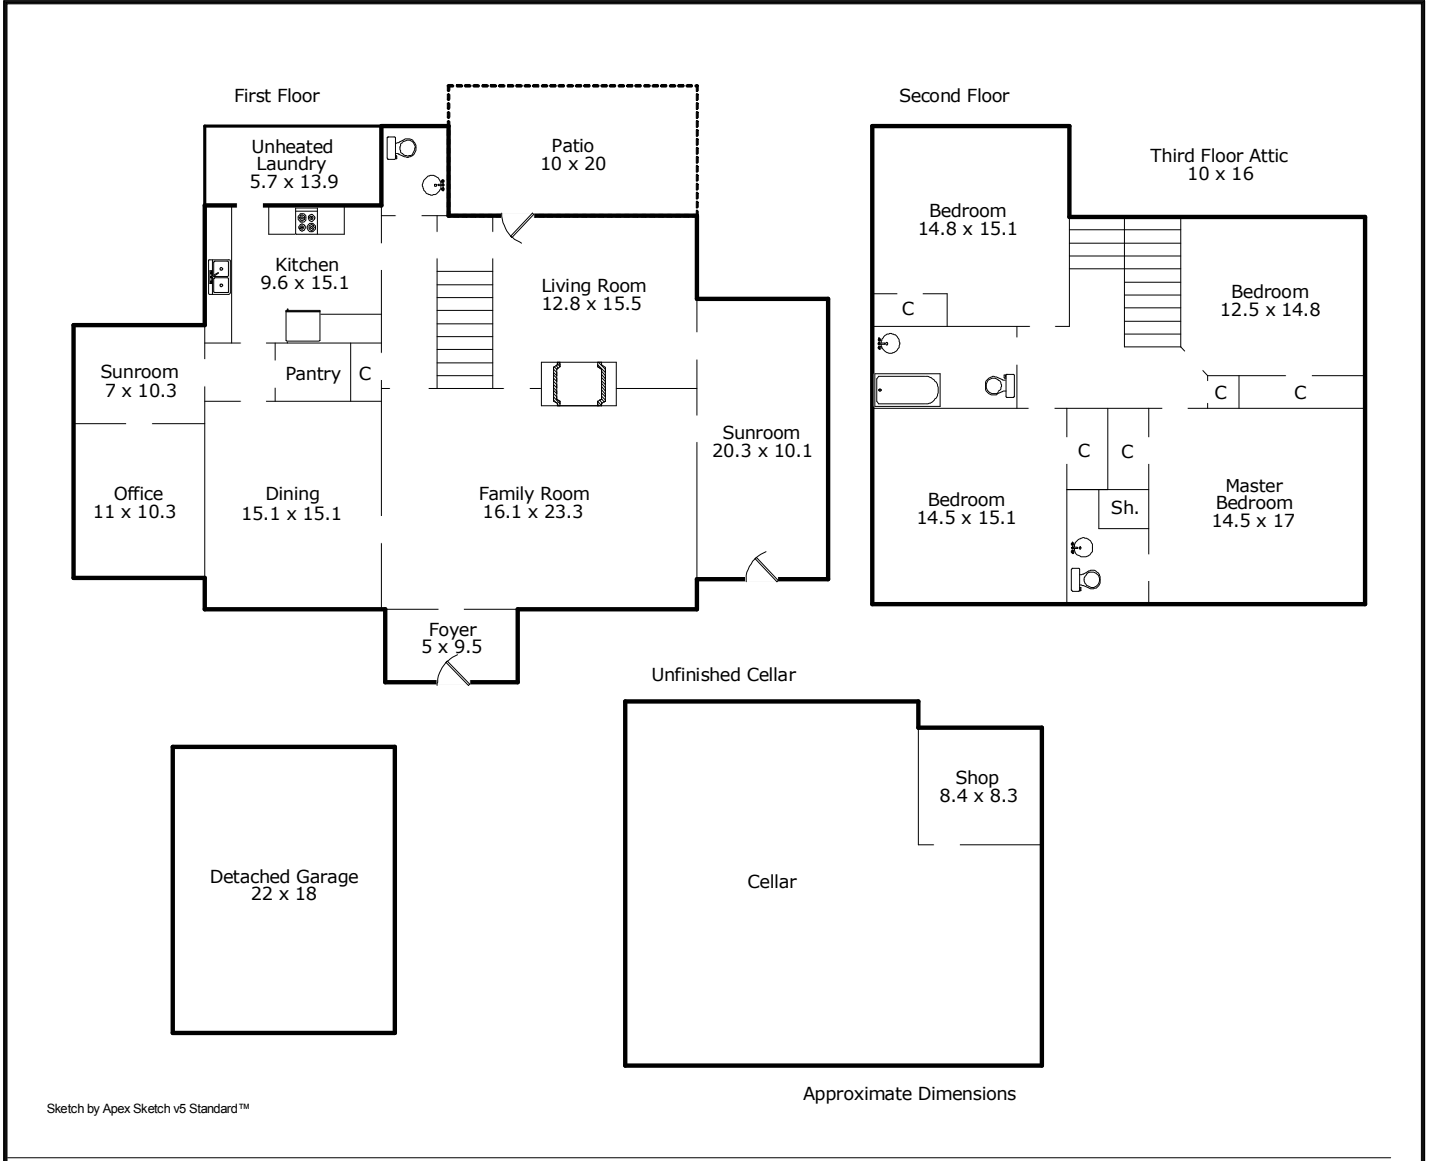 First Floor
Unheated
Laundry
5.7 x 13.9
Patio
10 x 20
Kitchen
9.6 x 15.1
Living Room
12.8 x 15.5
Sunroom
7 x 10.3
Pantry
C
Sunroom
20.3 x 10.1
Office
11 x 10.3
Dining
15.1 x 15.1
Family Room
16.1 x 23.3
Foyer
5 x 9.5
Second Floor
Third Floor Attic
10 x 16
Bedroom
14.8 x 15.1
C
Bedroom
12.5 x 14.8
C
C
C
C
Bedroom
14.5 x 15.1
Sh.
Master
Bedroom
14.5 x 17
Unfinished Cellar
Shop
8.4 x 8.3
Cellar
Detached Garage
22 x 18
Approximate Dimensions
Sketch by Apex Sketch v5 Standard™